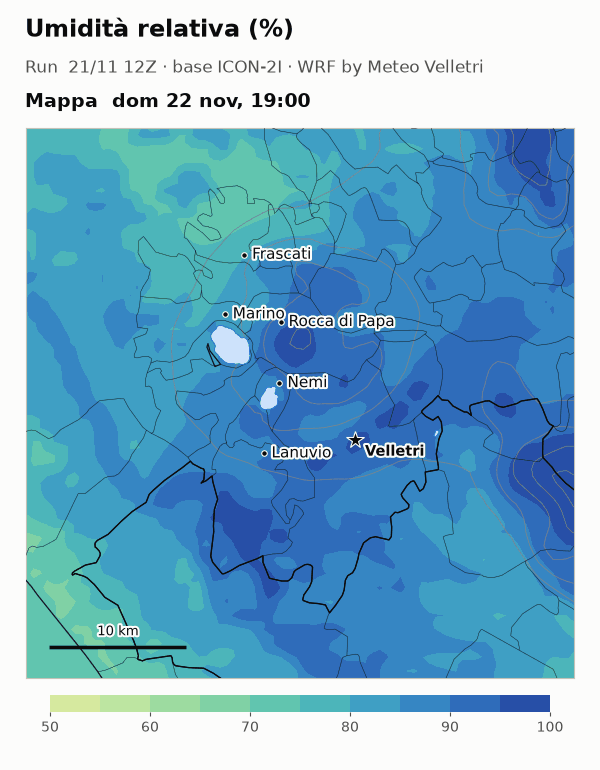 Umidità relativa (%)
Run  21/11 12Z · base ICON-2I · WRF by Meteo Velletri
Mappa  dom 22 nov, 19:00
Frascati
Marino
Rocca di Papa
Nemi
Velletri
Lanuvio
10 km
50 60 70 80 90 100